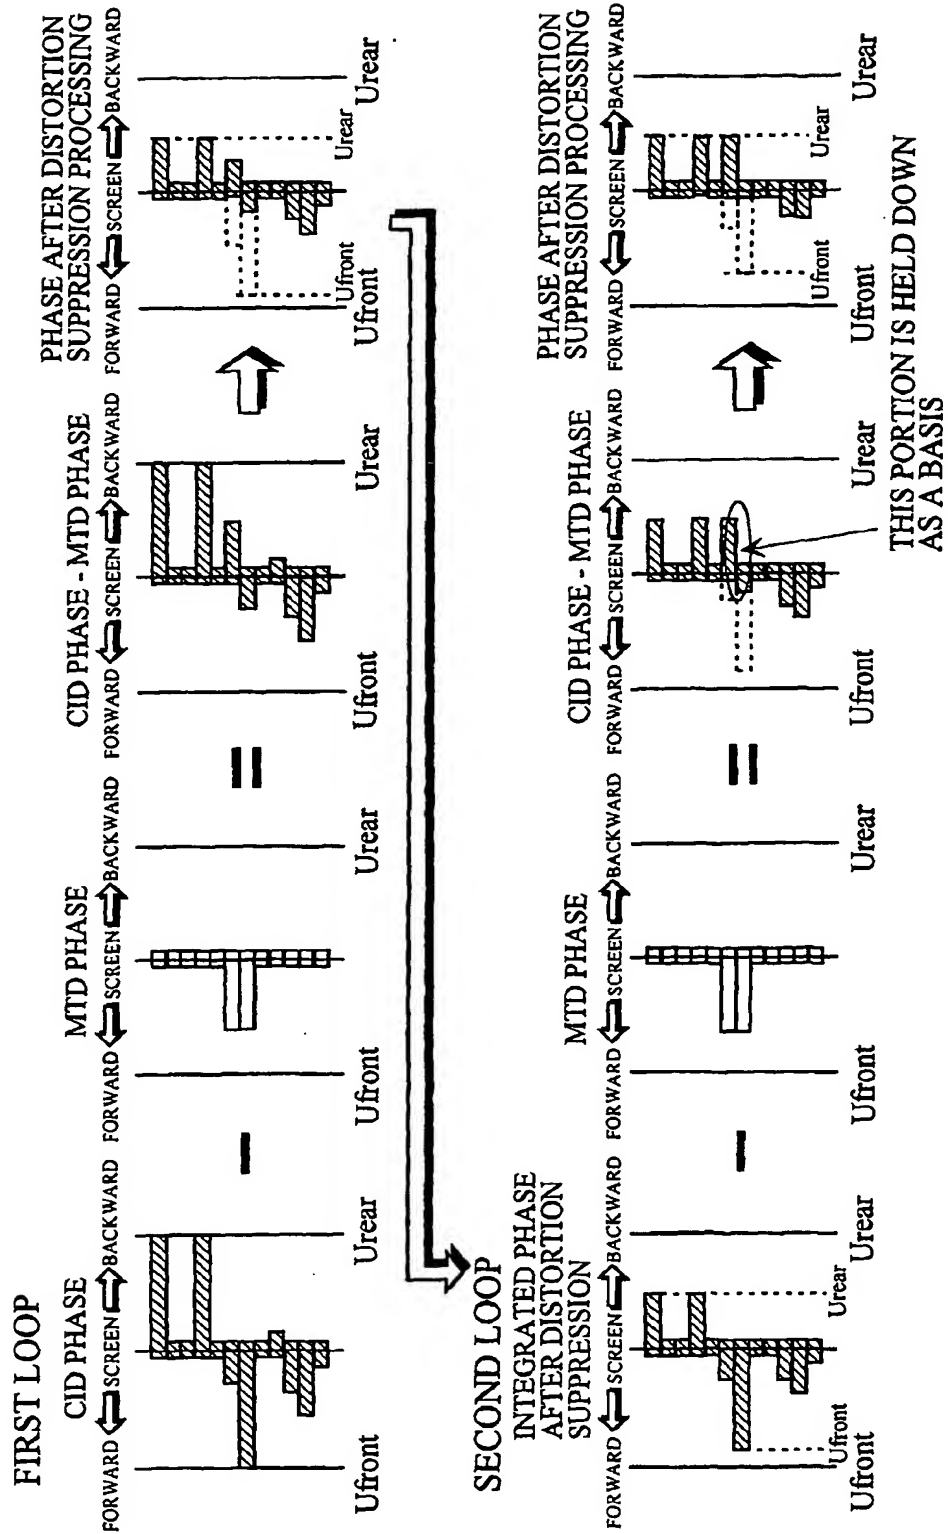 FIRST LOOP
CID PHASE
FORWARD SCREEN BACKWARD
Ufront Urear
MTD PHASE
FORWARD SCREEN BACKWARD
Ufront Urear
CID PHASE - MTD PHASE
FORWARD SCREEN BACKWARD
Ufront Urear
PHASE AFTER DISTORTION
SUPPRESSION PROCESSING
FORWARD SCREEN BACKWARD
Ufront Urear
Ufront Urear
SECOND LOOP
INTEGRATED PHASE
AFTER DISTORTION
SUPPRESSION
FORWARD SCREEN BACKWARD
Ufront Urear
Ufront Urear
MTD PHASE
FORWARD SCREEN BACKWARD
Ufront Urear
CID PHASE - MTD PHASE
FORWARD SCREEN BACKWARD
Ufront Urear
THIS PORTION IS HELD DOWN
AS A BASIS
PHASE AFTER DISTORTION
SUPPRESSION PROCESSING
FORWARD SCREEN BACKWARD
Ufront Urear
Ufront Urear